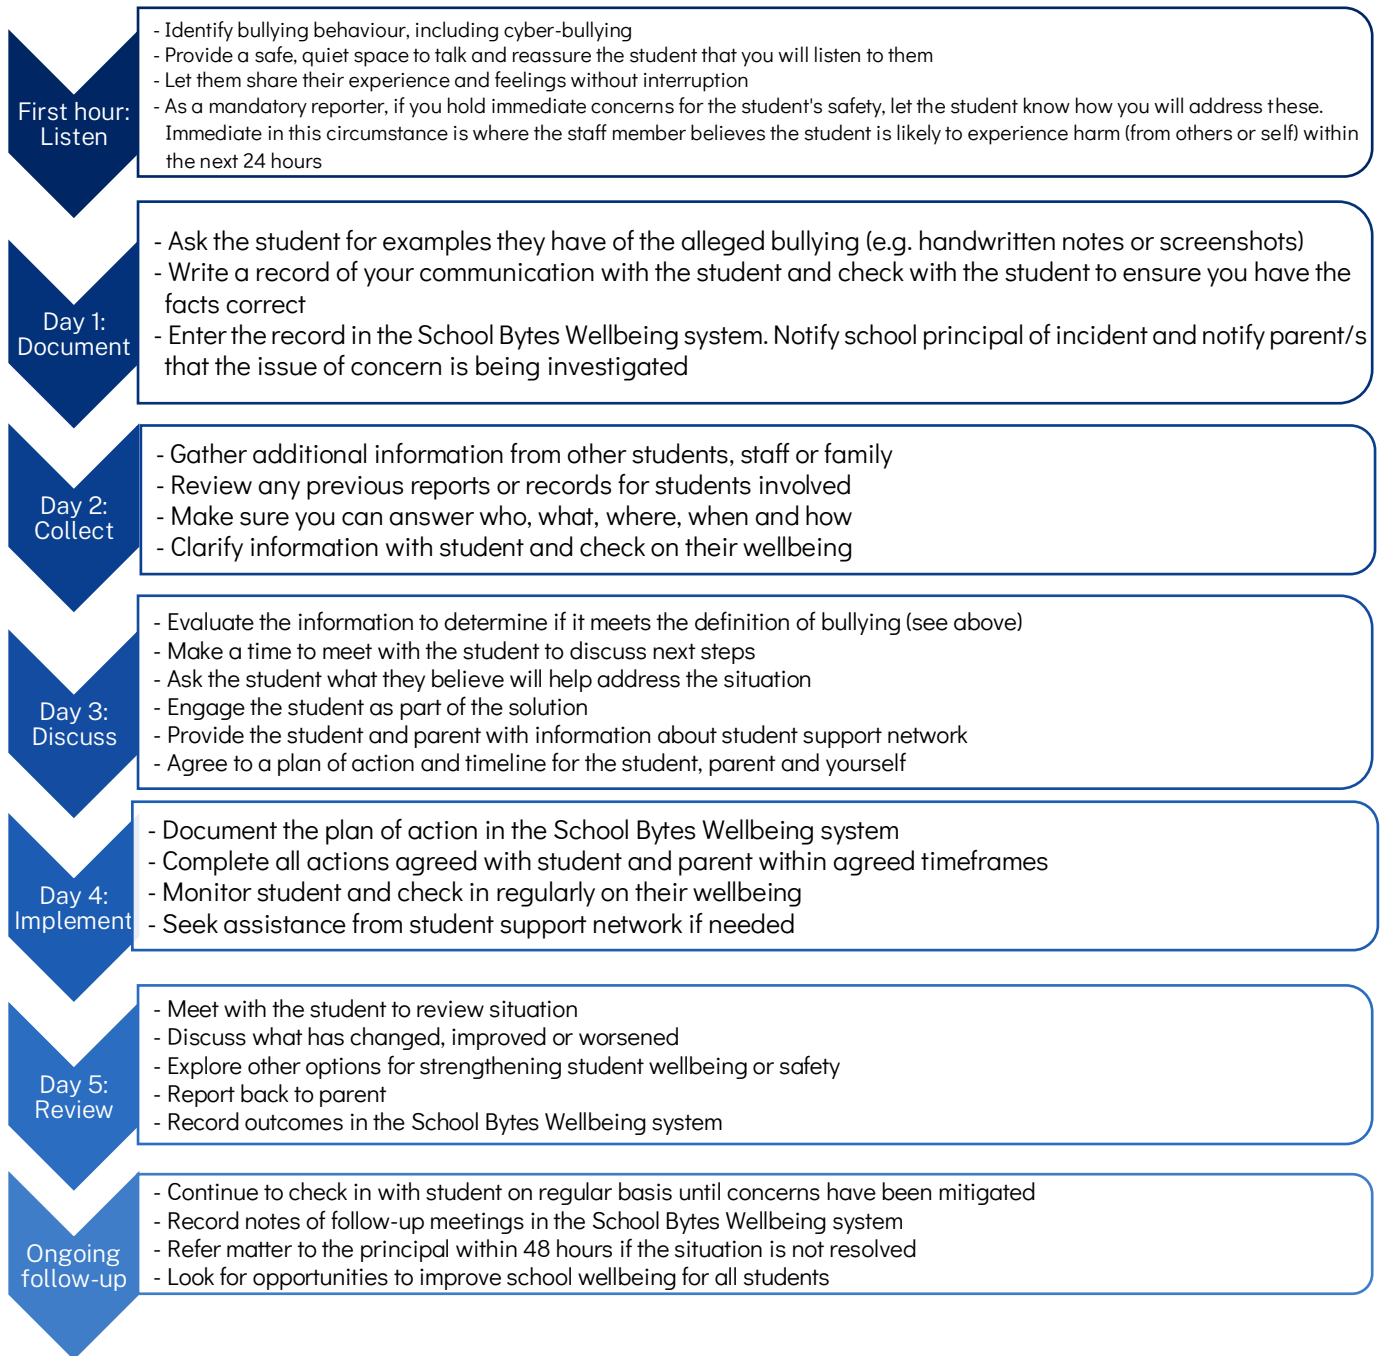 First hour:
Listen
- Identify bullying behaviour, including cyber-bullying
- Provide a safe, quiet space to talk and reassure the student that you will listen to them
- Let them share their experience and feelings without interruption
- As a mandatory reporter, if you hold immediate concerns for the student's safety, let the student know how you will address these.
Immediate in this circumstance is where the staff member believes the student is likely to experience harm (from others or self) within
the next 24 hours
Day 1:
Document
- Ask the student for examples they have of the alleged bullying (e.g. handwritten notes or screenshots)
- Write a record of your communication with the student and check with the student to ensure you have the
facts correct
- Enter the record in the School Bytes Wellbeing system. Notify school principal of incident and notify parent/s
that the issue of concern is being investigated
Day 2:
Collect
- Gather additional information from other students, staff or family
- Review any previous reports or records for students involved
- Make sure you can answer who, what, where, when and how
- Clarify information with student and check on their wellbeing
Day 3:
Discuss
- Evaluate the information to determine if it meets the definition of bullying (see above)
- Make a time to meet with the student to discuss next steps
- Ask the student what they believe will help address the situation
- Engage the student as part of the solution
- Provide the student and parent with information about student support network
- Agree to a plan of action and timeline for the student, parent and yourself
Day 4:
Implement
- Document the plan of action in the School Bytes Wellbeing system
- Complete all actions agreed with student and parent within agreed timeframes
- Monitor student and check in regularly on their wellbeing
- Seek assistance from student support network if needed
Day 5:
Review
- Meet with the student to review situation
- Discuss what has changed, improved or worsened
- Explore other options for strengthening student wellbeing or safety
- Report back to parent
- Record outcomes in the School Bytes Wellbeing system
Ongoing
follow-up
- Continue to check in with student on regular basis until concerns have been mitigated
- Record notes of follow-up meetings in the School Bytes Wellbeing system
- Refer matter to the principal within 48 hours if the situation is not resolved
- Look for opportunities to improve school wellbeing for all students